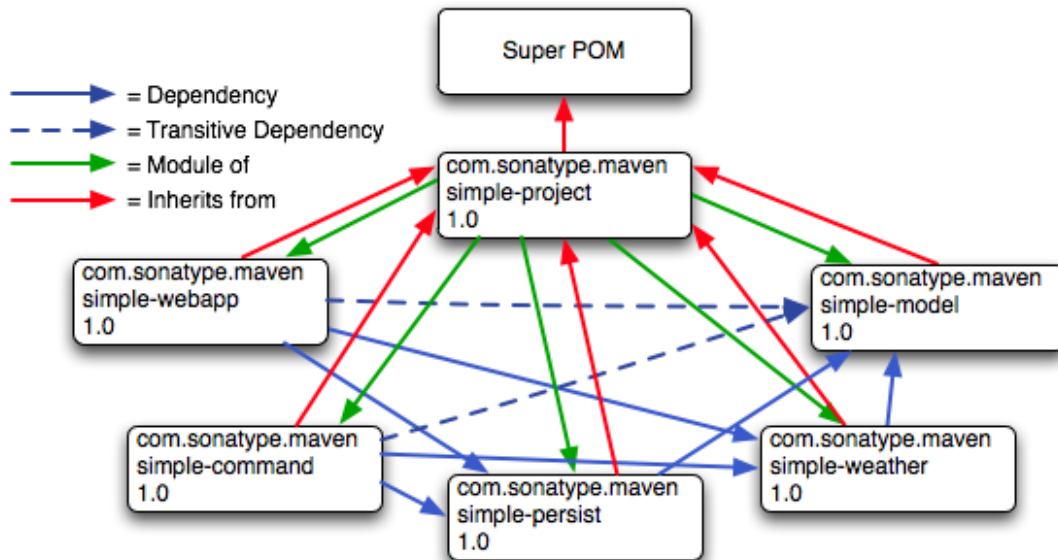 Super POM
= Dependency
= Transitive Dependency
= Module of
= Inherits from
com.sonatype.maven
simple-project
1.0
com.sonatype.maven
simple-webapp
1.0
com.sonatype.maven
simple-model
1.0
com.sonatype.maven
simple-command
1.0
com.sonatype.maven
simple-persist
1.0
com.sonatype.maven
simple-weather
1.0